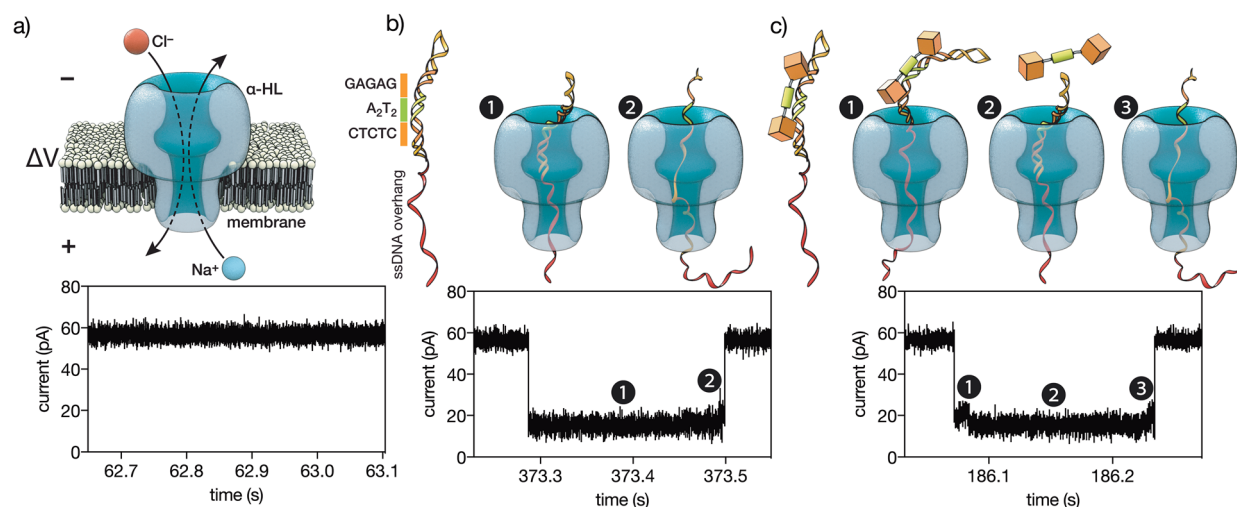 a)
Cl⁻
−
α-HL
ΔV
membrane
+
Na⁺
80
60
40
20
0
current (pA)
62.7 62.8 62.9 63.0 63.1
time (s)
b)
GAGAG
A₂T₂
CTCTC
ssDNA overhang
1 2
80
60
40
20
0
current (pA)
1 2
373.3 373.4 373.5
time (s)
c)
1 2 3
80
60
40
20
0
current (pA)
1 2 3
186.1 186.2
time (s)